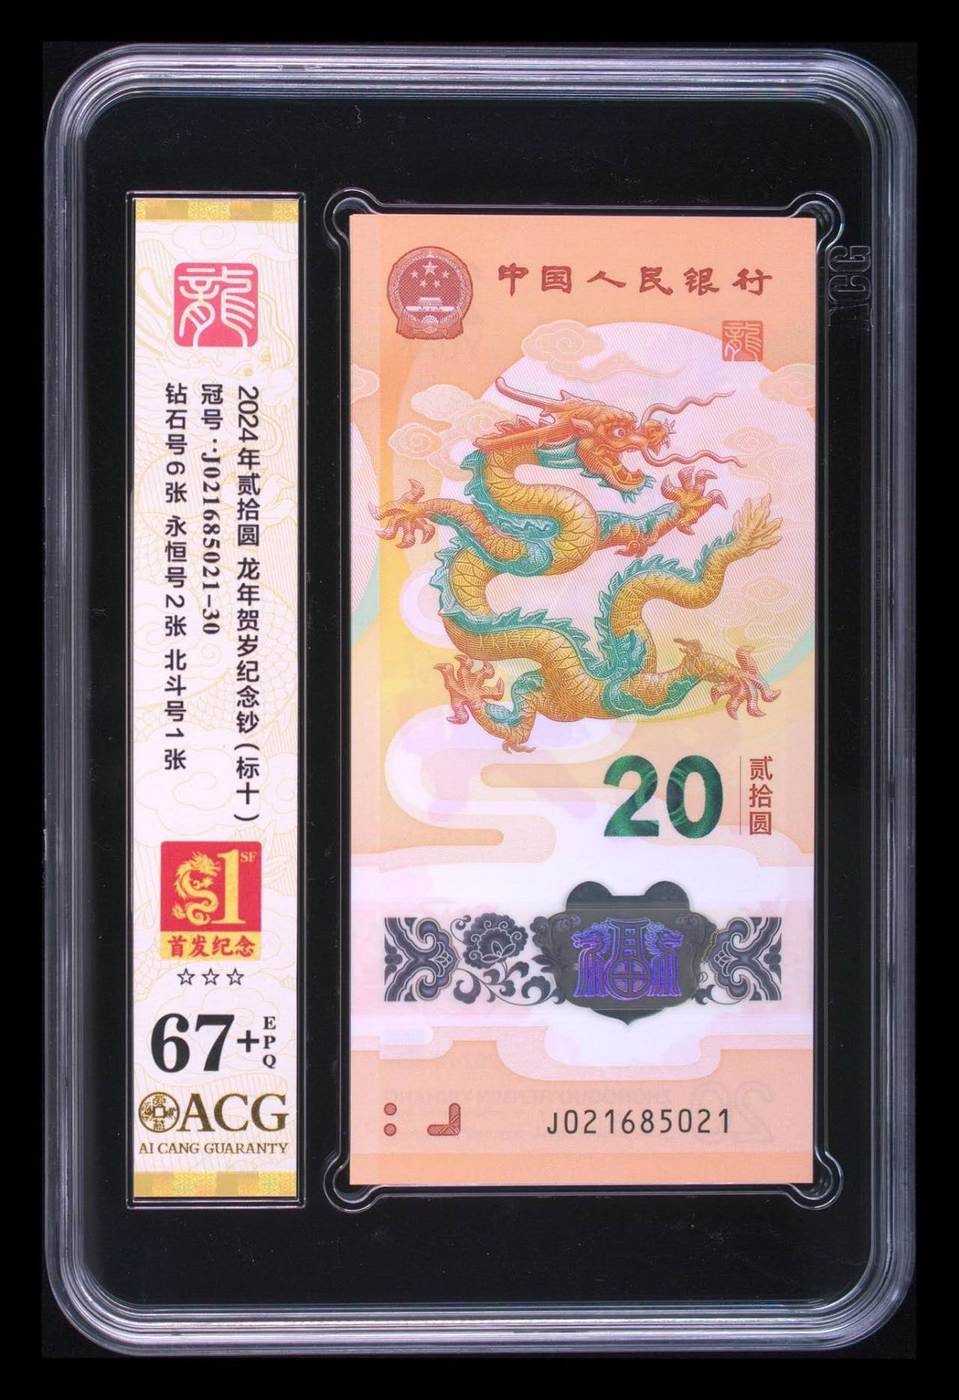 龍
2024年贰拾圆 龙年贺岁纪念钞(标十)
冠号:J021685021-30
钻石号6张 永恒号2张 北斗号1张
1SF
首发纪念
☆☆☆
67+EPQ
ACG
AI CANG GUARANTY
中国人民银行
龍
20
贰拾圆
J021685021
ACG